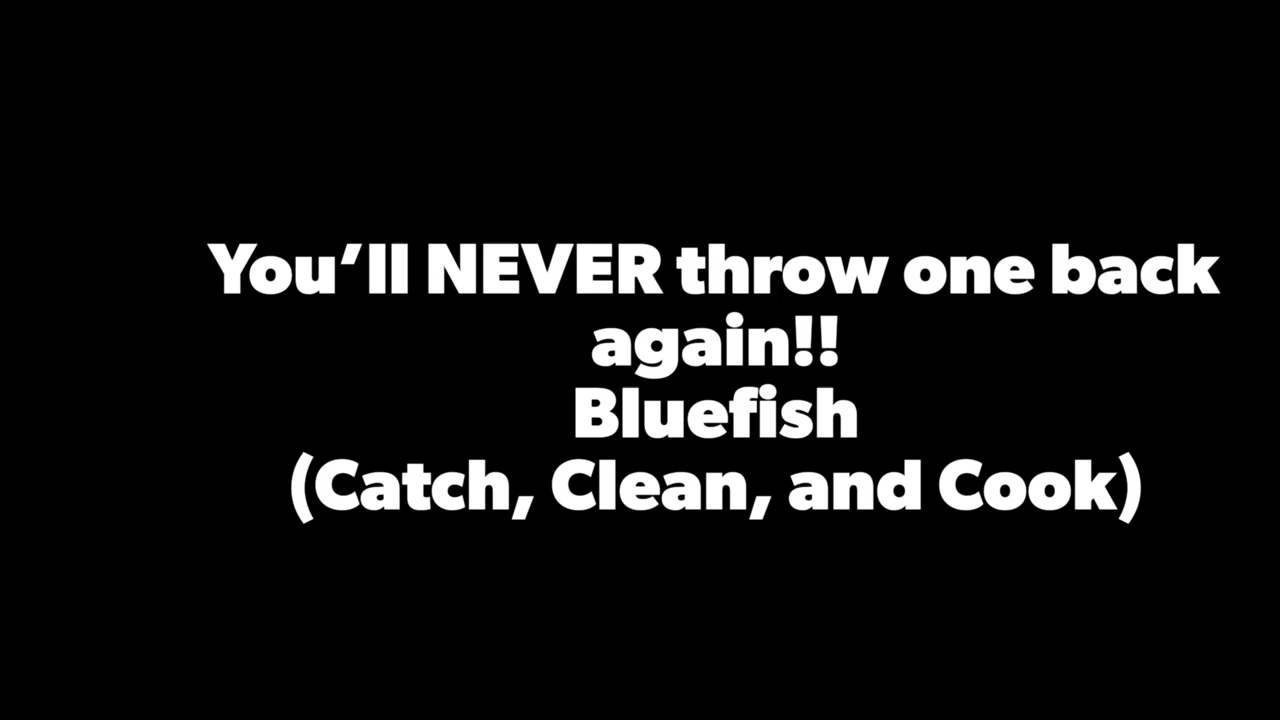 You’ll NEVER throw one back
again!!
Bluefish
(Catch, Clean, and Cook)